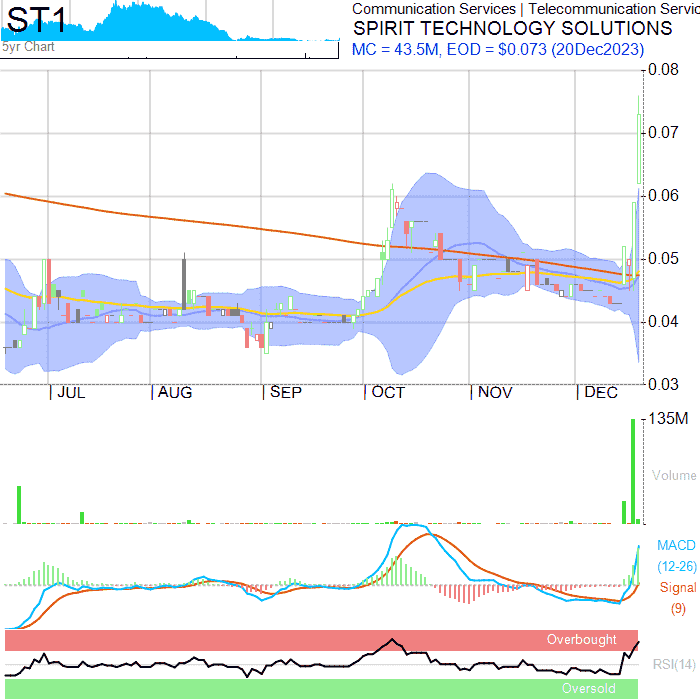 ST1
5yr Chart
Communication Services | Telecommunication Servic
SPIRIT TECHNOLOGY SOLUTIONS
MC = 43.5M, EOD = $0.073 (20Dec2023)
0.08
0.07
0.06
0.05
0.04
0.03
JUL
AUG
SEP
OCT
NOV
DEC
135M
Volume
MACD
(12-26)
Signal
(9)
Overbought
RSI(14)
Oversold